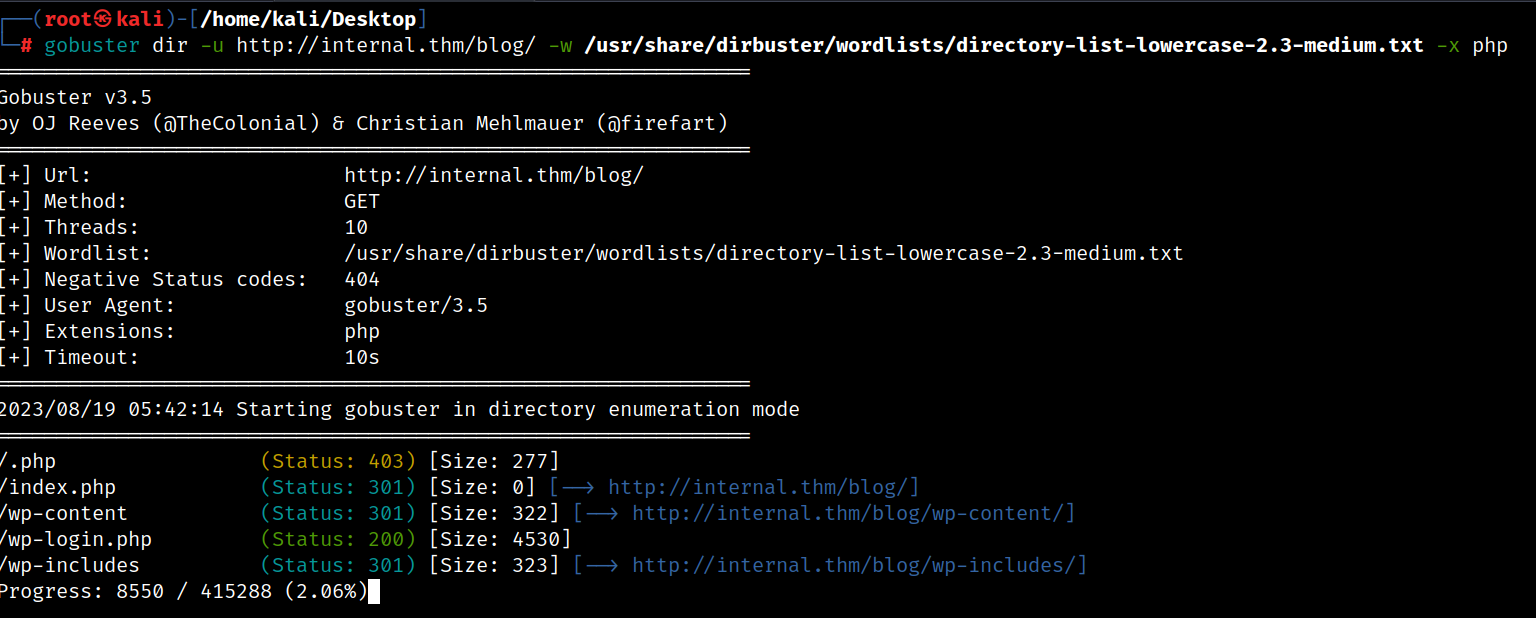 ┌──(root㉿kali)-[/home/kali/Desktop]
└─# gobuster dir -u http://internal.thm/blog/ -w /usr/share/dirbuster/wordlists/directory-list-lowercase-2.3-medium.txt -x php
===============================================================
Gobuster v3.5
by OJ Reeves (@TheColonial) & Christian Mehlmauer (@firefart)
===============================================================
[+] Url:                     http://internal.thm/blog/
[+] Method:                  GET
[+] Threads:                 10
[+] Wordlist:                /usr/share/dirbuster/wordlists/directory-list-lowercase-2.3-medium.txt
[+] Negative Status codes:   404
[+] User Agent:              gobuster/3.5
[+] Extensions:              php
[+] Timeout:                 10s
===============================================================
2023/08/19 05:42:14 Starting gobuster in directory enumeration mode
===============================================================
/.php                 (Status: 403) [Size: 277]
/index.php            (Status: 301) [Size: 0] [--> http://internal.thm/blog/]
/wp-content           (Status: 301) [Size: 322] [--> http://internal.thm/blog/wp-content/]
/wp-login.php         (Status: 200) [Size: 4530]
/wp-includes          (Status: 301) [Size: 323] [--> http://internal.thm/blog/wp-includes/]
Progress: 8550 / 415288 (2.06%)